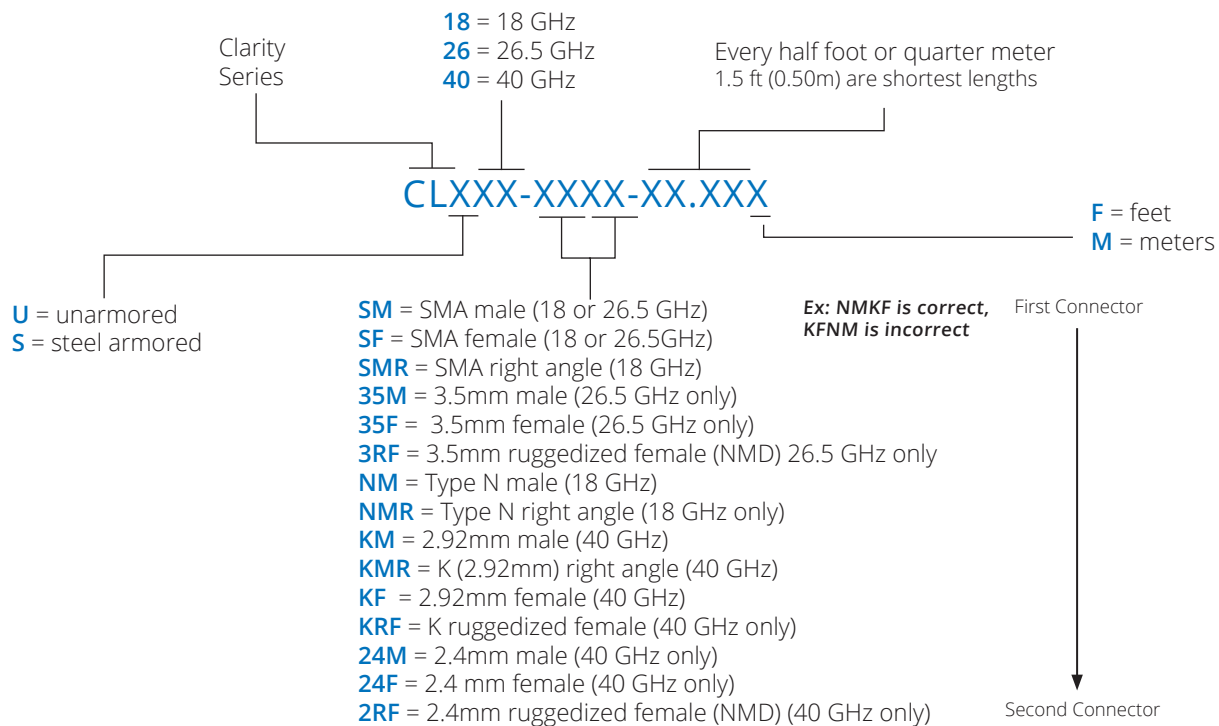 18 = 18 GHz
26 = 26.5 GHz
40 = 40 GHz
Clarity
Series
Every half foot or quarter meter
1.5 ft (0.50m) are shortest lengths
CLXXX-XXXX-XX.XXX
F = feet
M = meters
U = unarmored
S = steel armored
SM = SMA male (18 or 26.5 GHz)
SF = SMA female (18 or 26.5GHz)
SMR = SMA right angle (18 GHz)
35M = 3.5mm male (26.5 GHz only)
35F = 3.5mm female (26.5 GHz only)
3RF = 3.5mm ruggedized female (NMD) 26.5 GHz only
NM = Type N male (18 GHz)
NMR = Type N right angle (18 GHz only)
KM = 2.92mm male (40 GHz)
KMR = K (2.92mm) right angle (40 GHz)
KF = 2.92mm female (40 GHz)
KRF = K ruggedized female (40 GHz only)
24M = 2.4mm male (40 GHz only)
24F = 2.4 mm female (40 GHz only)
2RF = 2.4mm ruggedized female (NMD) (40 GHz only)
Ex: NMKF is correct,
KFNM is incorrect
First Connector
Second Connector